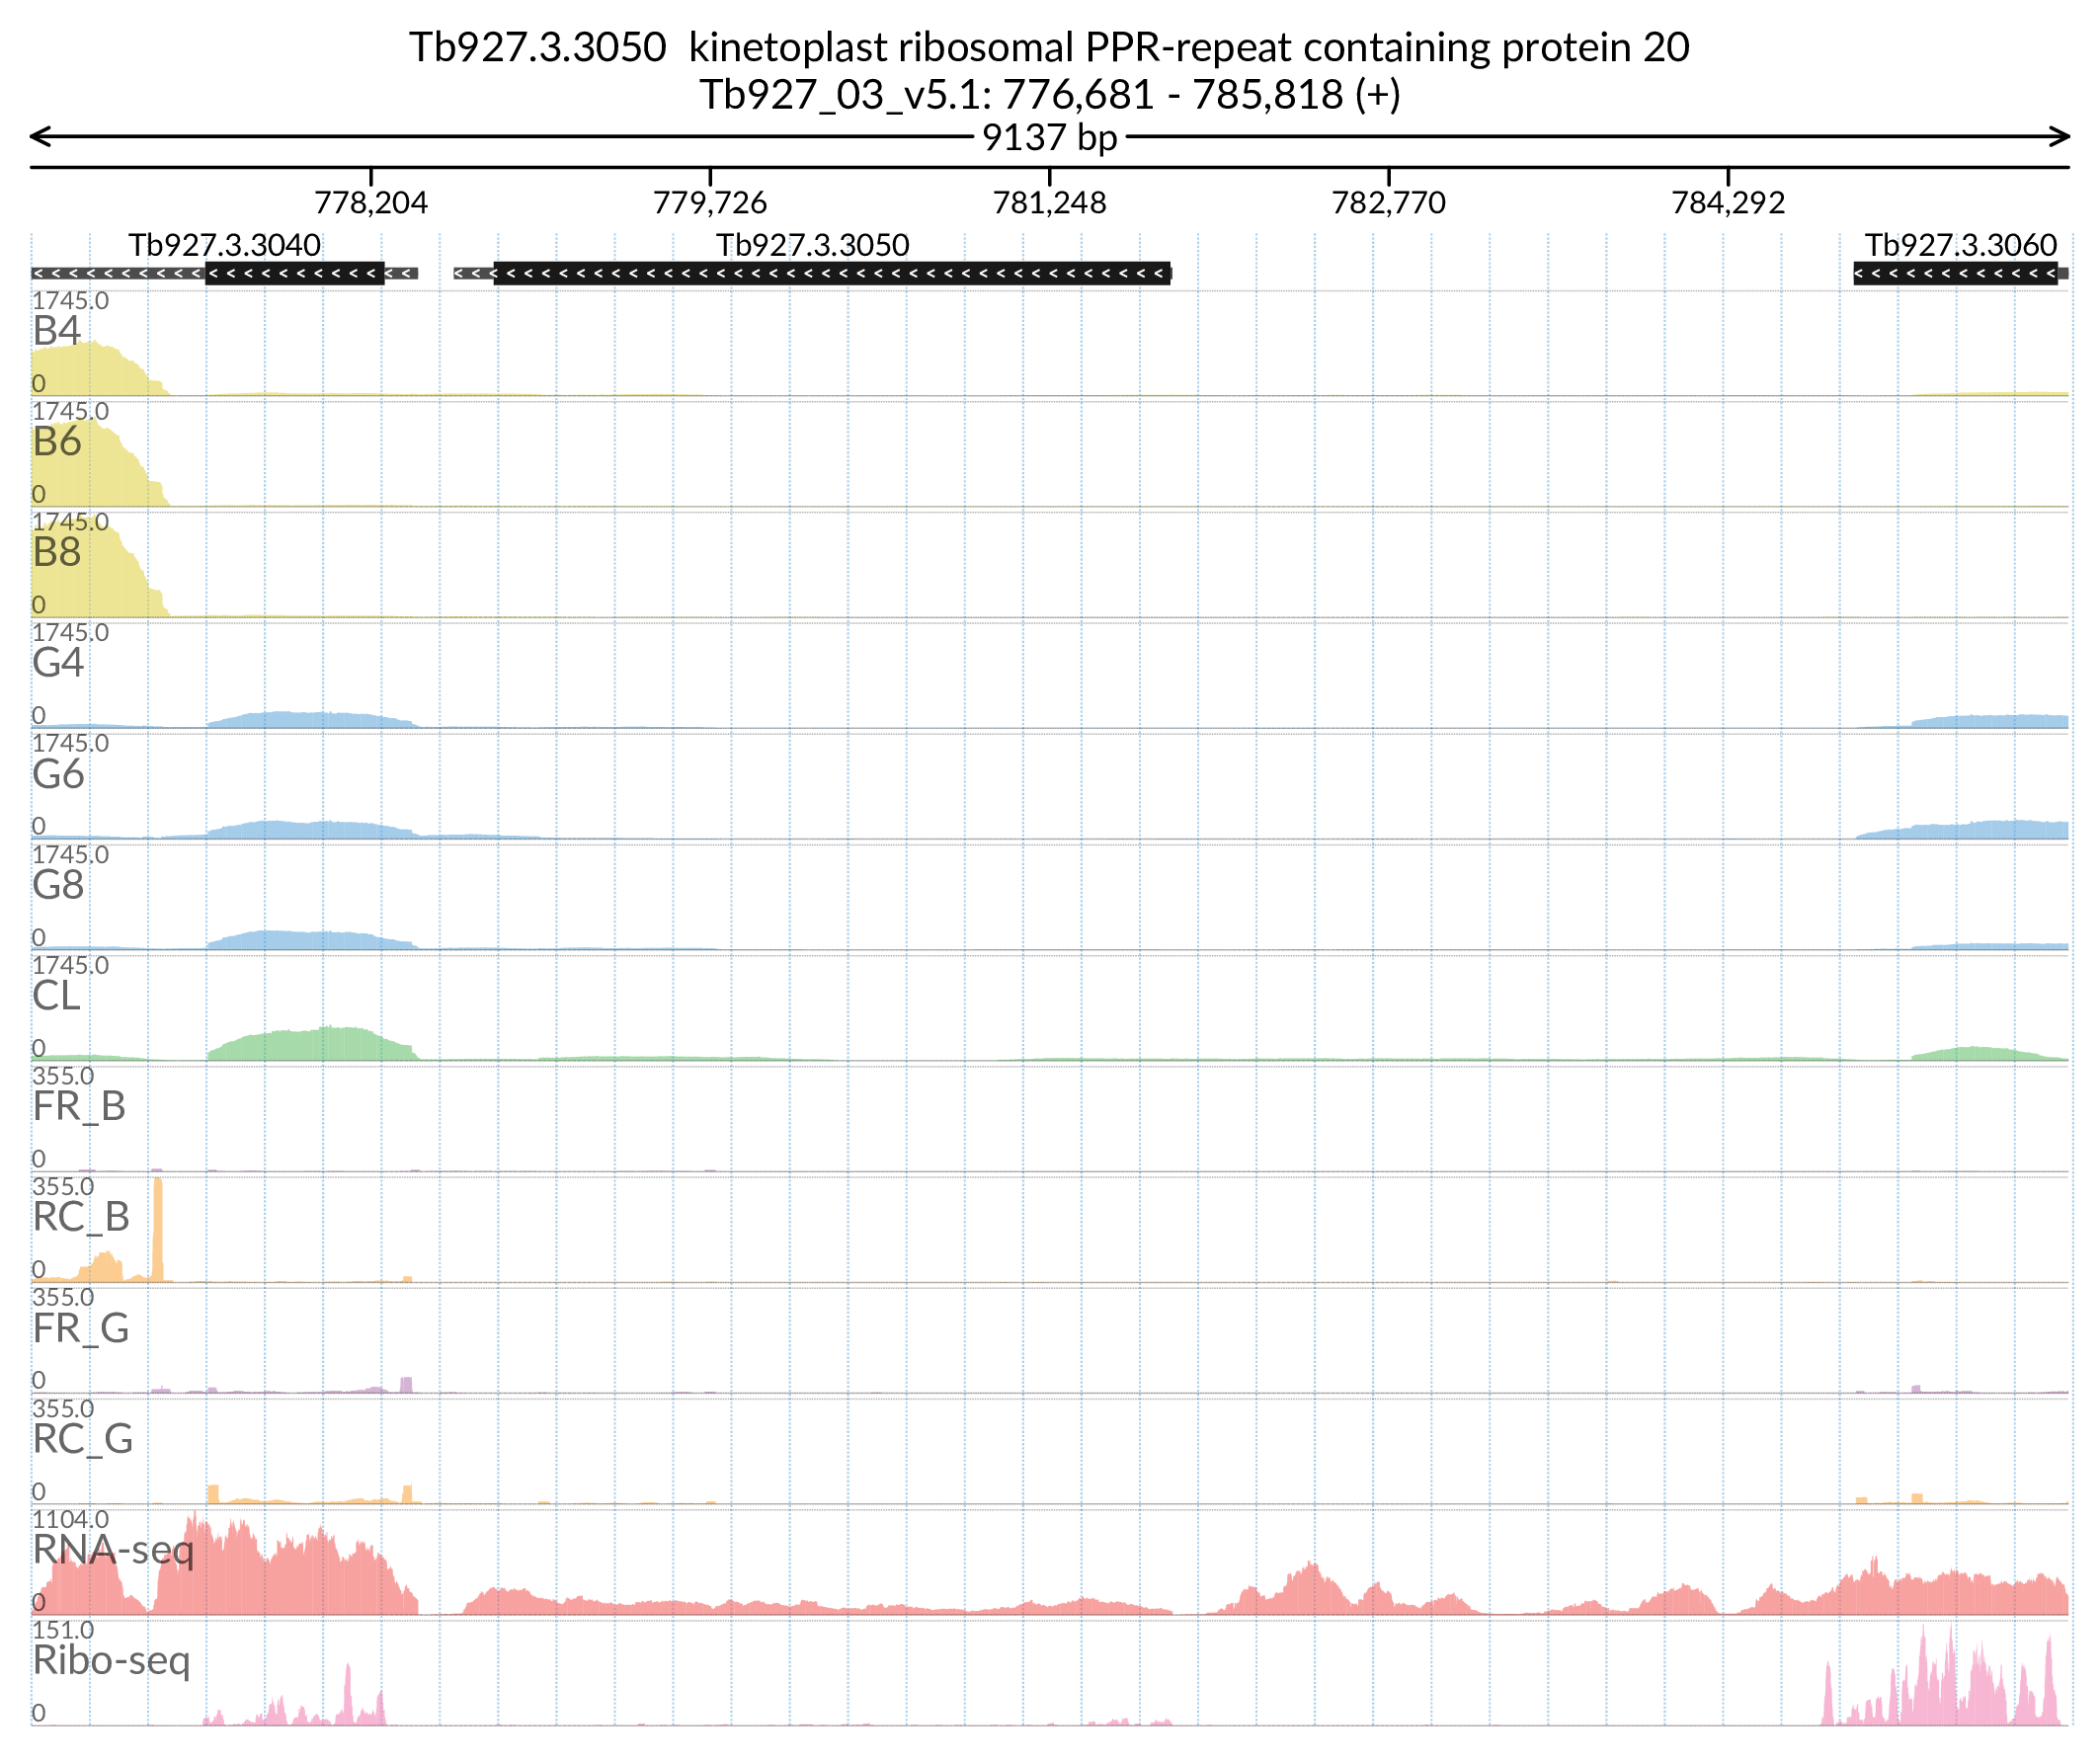 Tb927.3.3050 kinetoplast ribosomal PPR-repeat containing protein 20
Tb927_03_v5.1: 776,681 - 785,818 (+)
9137 bp
778,204 779,726 781,248 782,770 784,292
Tb927.3.3040 Tb927.3.3050 Tb927.3.3060
1745.0
B4
0
1745.0
B6
0
1745.0
B8
0
1745.0
G4
0
1745.0
G6
0
1745.0
G8
0
1745.0
CL
0
355.0
FR_B
0
355.0
RC_B
0
355.0
FR_G
0
355.0
RC_G
0
1104.0
RNA-seq
0
151.0
Ribo-seq
0